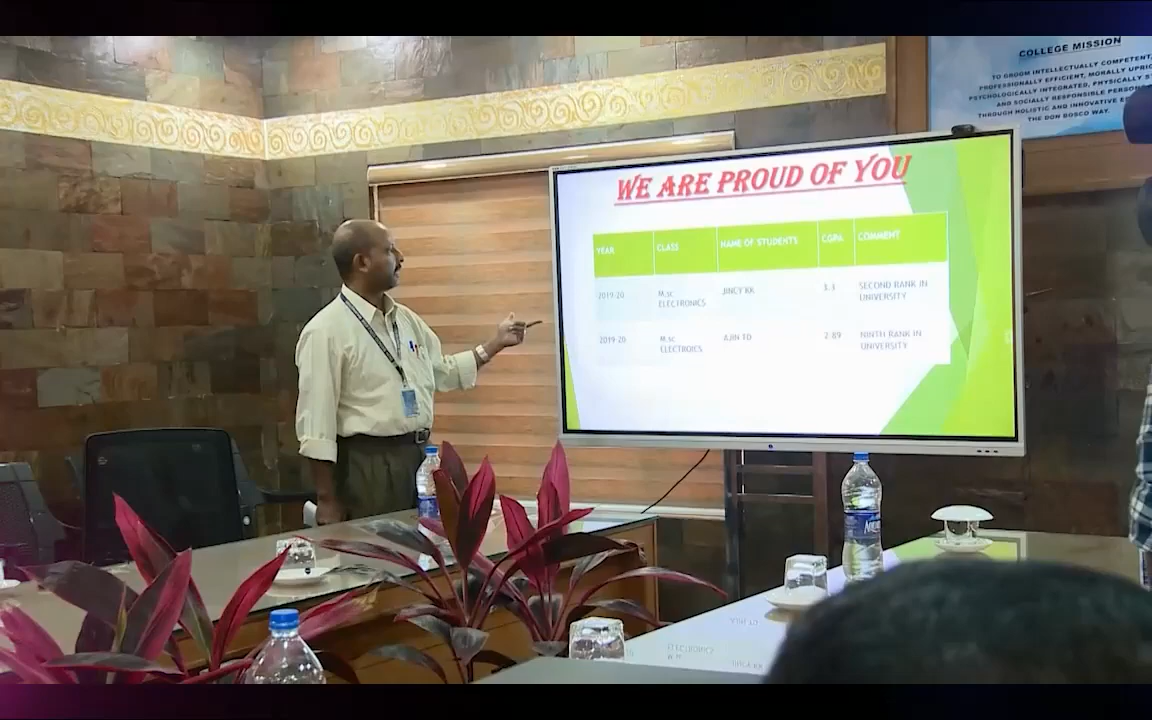 COLLEGE MISSION
TO GROOM INTELLECTUALLY COMPETENT,
PROFESSIONALLY EFFICIENT, MORALLY
PSYCHOLOGICALLY INTEGRATED, PHYSICALLY
AND SOCIALLY RESPONSIBLE
THROUGH HOLISTIC AND INNOVATIVE
THE DON BOSCO WAY.
WE ARE PROUD OF YOU
YEAR CLASS NAME OF STUDENTS CGPA COMMENT
2019-20 M.sc JINCY KK 3.3 SECOND RANK IN
ELECTRONICS UNIVERSITY
2019-20 M.sc AJIN TD 2.89 NINTH RANK IN
ELECTROICS UNIVERSITY